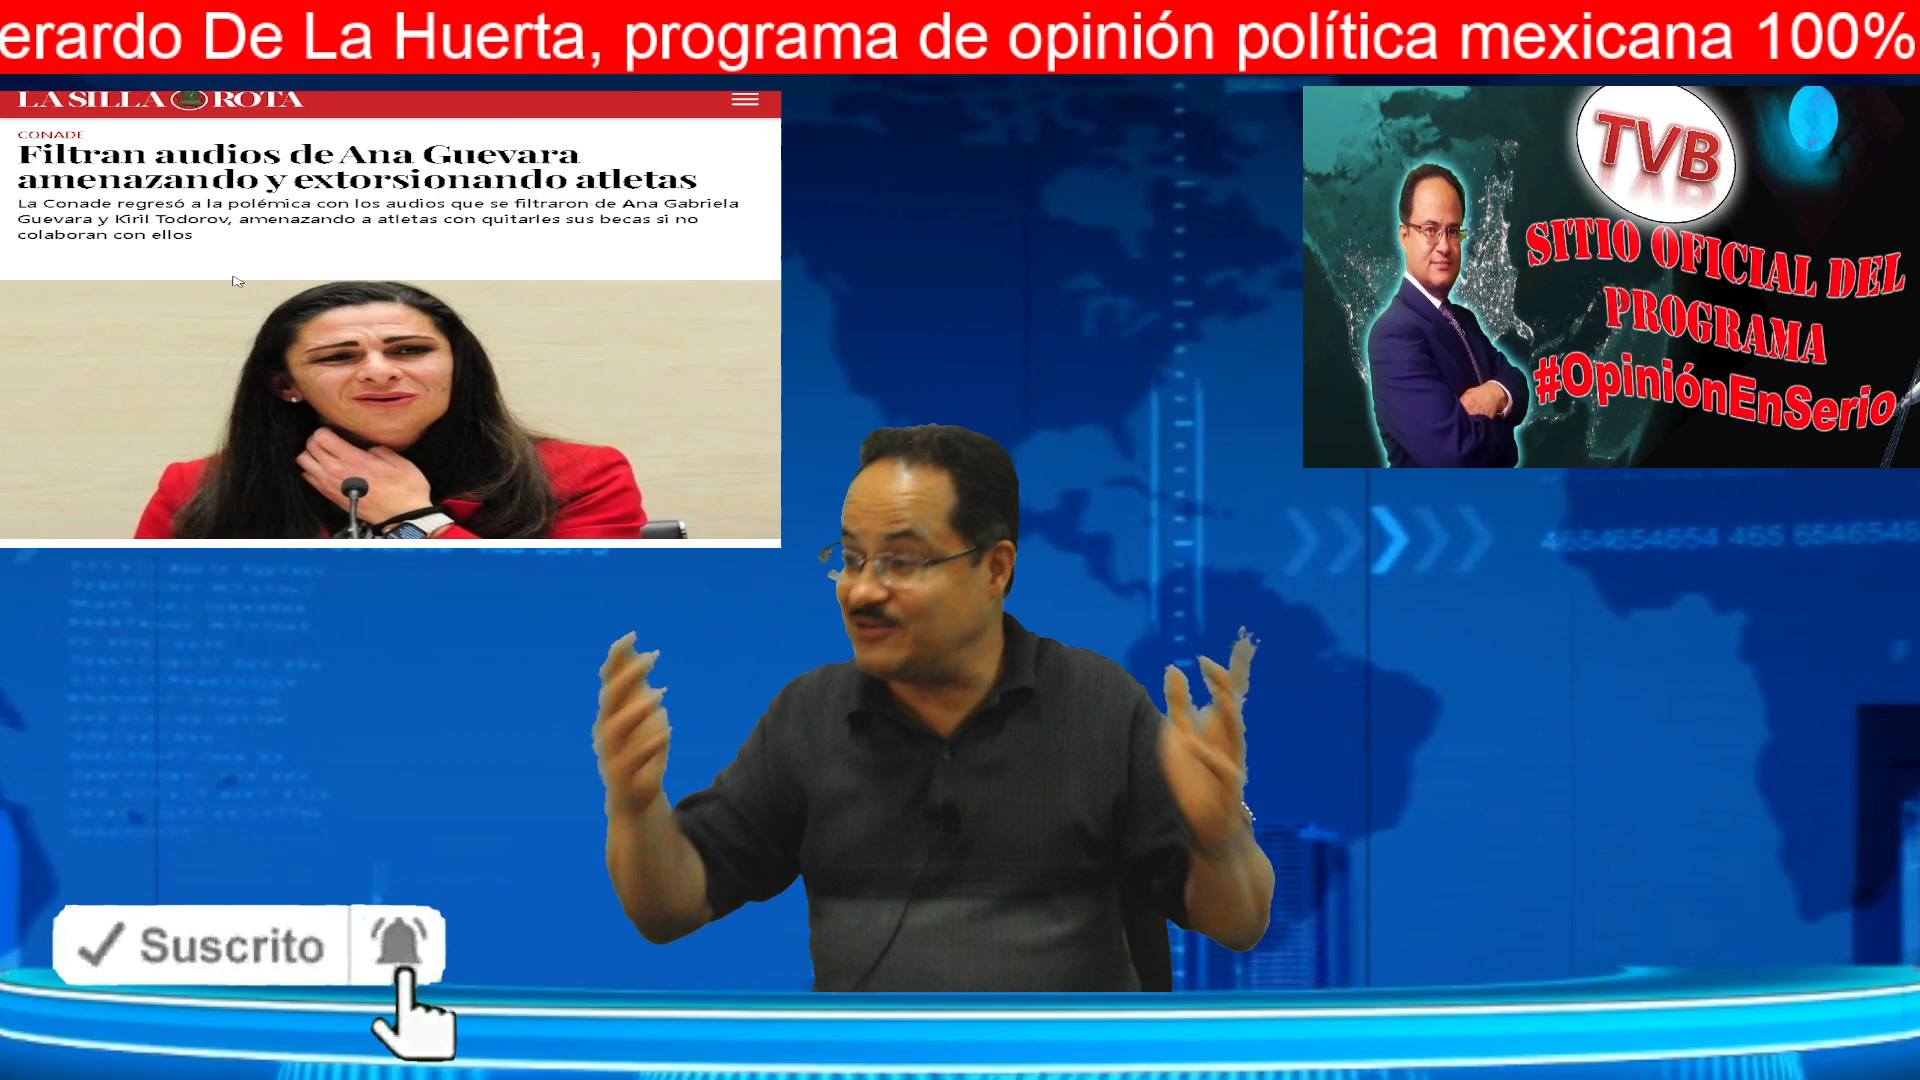 erardo De La Huerta, programa de opinión política mexicana 100%
LA SILLA ROTA
CONADE
Filtran audios de Ana Guevara
amenazando y extorsionando atletas
La Conade regresó a la polémica con los audios que se filtraron de Ana Gabriela
Guevara y Kiril Todorov, amenazando a atletas con quitarles sus becas si no
colaboran con ellos
TVB
SITIO OFICIAL DEL
PROGRAMA
#OpiniónEnSerio
4654654654 465 6546546
Suscrito